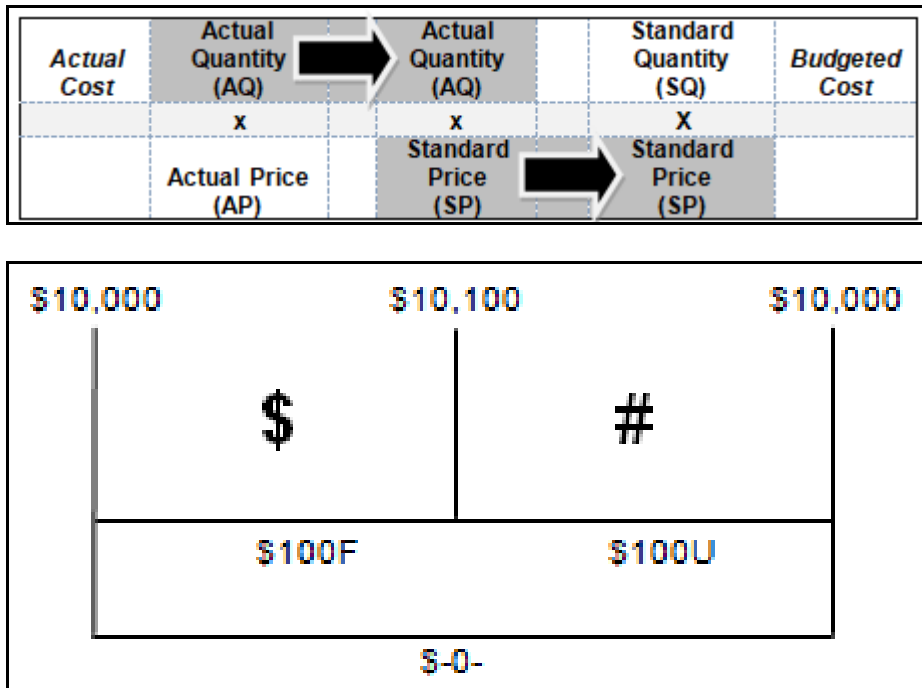 Actual Cost
Actual Quantity (AQ)
Actual Quantity (AQ)
Standard Quantity (SQ)
Budgeted Cost
x
x
X
Actual Price (AP)
Standard Price (SP)
Standard Price (SP)
$10,000
$10,100
$10,000
$
#
$100F
$100U
$-0-